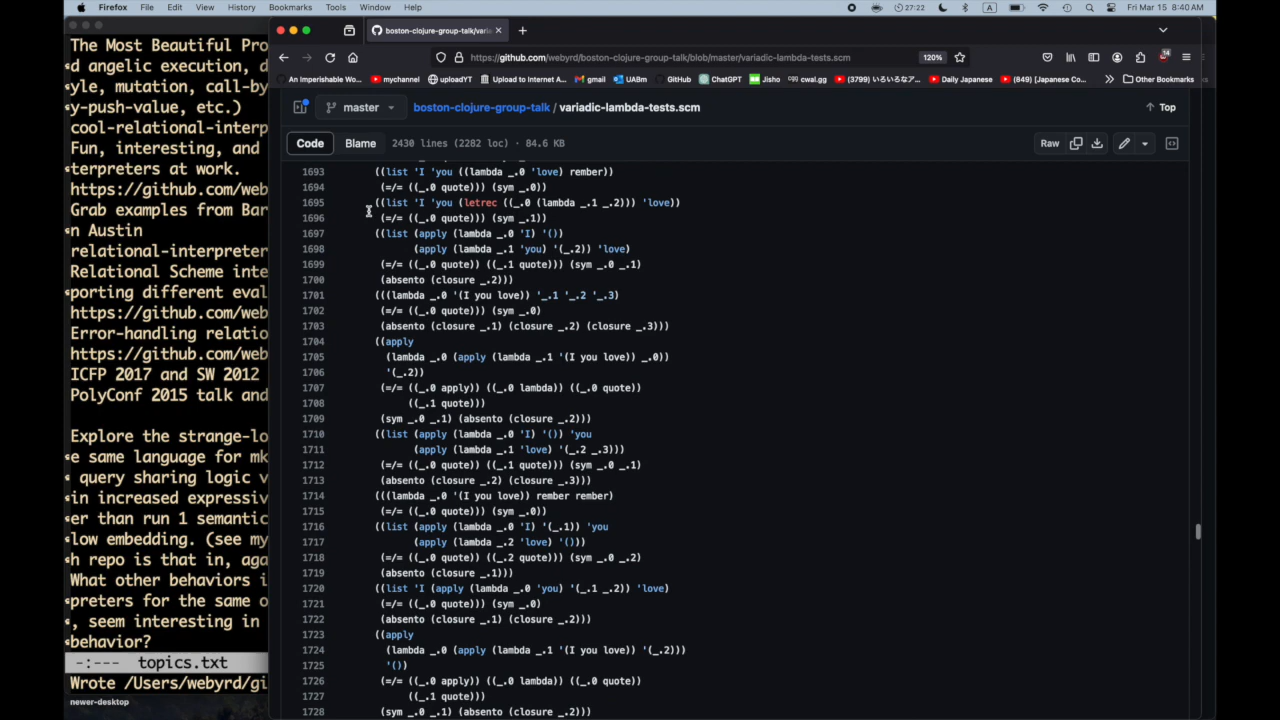 Firefox File Edit View History Bookmarks Tools Window Help 27:22 A Fri Mar 15 8:40 AM
boston-clojure-group-talk/varia
https://github.com/webyrd/boston-clojure-group-talk/blob/master/variadic-lambda-tests.scm 120% 14
An Imperishable Wo… mychannel uploadYT Upload to Internet A… gmail UABm GitHub ChatGPT Jisho cwal.gg (3799) いろいろなア… Daily Japanese (849) [Japanese Co… Other Bookmarks
master boston-clojure-group-talk / variadic-lambda-tests.scm Top
Code Blame 2430 lines (2282 loc) · 84.6 KB Raw
1693 ((list 'I 'you ((lambda _.0 'love) rember))
1694 (=/= ((_.0 quote))) (sym _.0))
1695 ((list 'I 'you (letrec ((_.0 (lambda _.1 _.2))) 'love))
1696 (=/= ((_.0 quote))) (sym _.1))
1697 ((list (apply (lambda _.0 'I) '())
1698 (apply (lambda _.1 'you) '(_.2)) 'love)
1699 (=/= ((_.0 quote)) ((_.1 quote))) (sym _.0 _.1)
1700 (absento (closure _.2)))
1701 (((lambda _.0 '(I you love)) '_.1 '_.2 '_.3)
1702 (=/= ((_.0 quote))) (sym _.0)
1703 (absento (closure _.1) (closure _.2) (closure _.3)))
1704 ((apply
1705 (lambda _.0 (apply (lambda _.1 '(I you love)) _.0))
1706 '(_.2))
1707 (=/= ((_.0 apply)) ((_.0 lambda)) ((_.0 quote))
1708 ((_.1 quote)))
1709 (sym _.0 _.1) (absento (closure _.2)))
1710 ((list (apply (lambda _.0 'I) '()) 'you
1711 (apply (lambda _.1 'love) '(_.2 _.3)))
1712 (=/= ((_.0 quote)) ((_.1 quote))) (sym _.0 _.1)
1713 (absento (closure _.2) (closure _.3)))
1714 (((lambda _.0 '(I you love)) rember rember)
1715 (=/= ((_.0 quote))) (sym _.0))
1716 ((list (apply (lambda _.0 'I) '(_.1)) 'you
1717 (apply (lambda _.2 'love) '()))
1718 (=/= ((_.0 quote)) ((_.2 quote))) (sym _.0 _.2)
1719 (absento (closure _.1)))
1720 ((list 'I (apply (lambda _.0 'you) '(_.1 _.2)) 'love)
1721 (=/= ((_.0 quote))) (sym _.0)
1722 (absento (closure _.1) (closure _.2)))
1723 ((apply
1724 (lambda _.0 (apply (lambda _.1 '(I you love)) '(_.2)))
1725 '())
1726 (=/= ((_.0 apply)) ((_.0 lambda)) ((_.0 quote))
1727 ((_.1 quote)))
1728 (sym _.0 _.1) (absento (closure _.2)))
The Most Beautiful Pro
d angelic execution, d
yle, mutation, call-by
y-push-value, etc.)
cool-relational-interp
Fun, interesting, and
terpreters at work.
https://github.com/web
Grab examples from Bar
n Austin
relational-interpreter
Relational Scheme inte
porting different eval
https://github.com/web
Error-handling relatio
https://github.com/web
ICFP 2017 and SW 2012
PolyConf 2015 talk and
Explore the strange-lo
e same language for mk
query sharing logic v
in increased expressiv
er than run 1 semantic
low embedding. (see my
h repo is that in, aga
What other behaviors i
preters for the same o
, seem interesting in
behavior?
-:--- topics.txt
Wrote /Users/webyrd/gi
newer-desktop